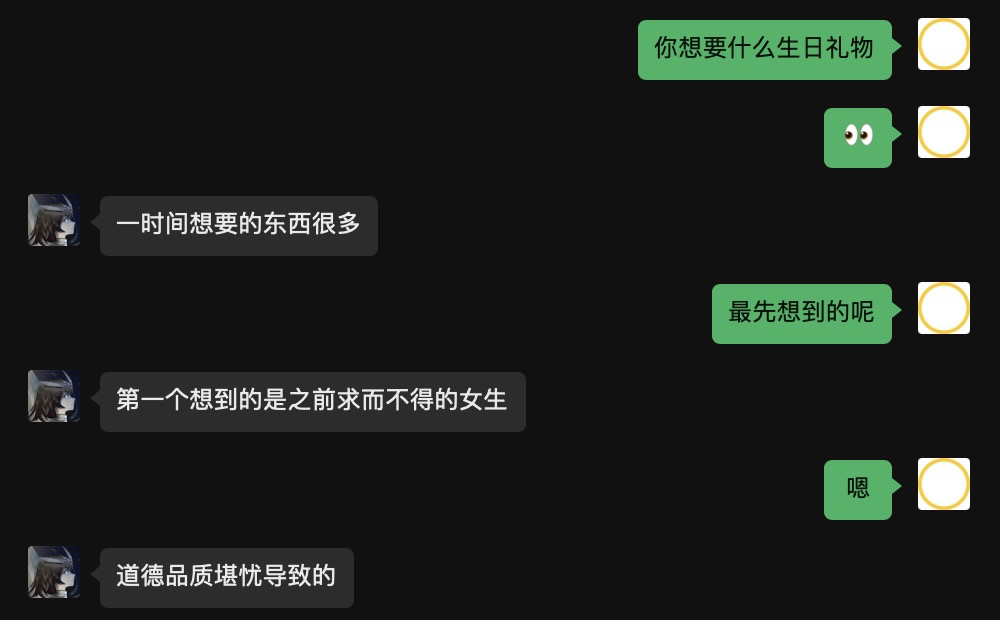 你想要什么生日礼物
👀
一时间想要的东西很多
最先想到的呢
第一个想到的是之前求而不得的女生
嗯
道德品质堪忧导致的